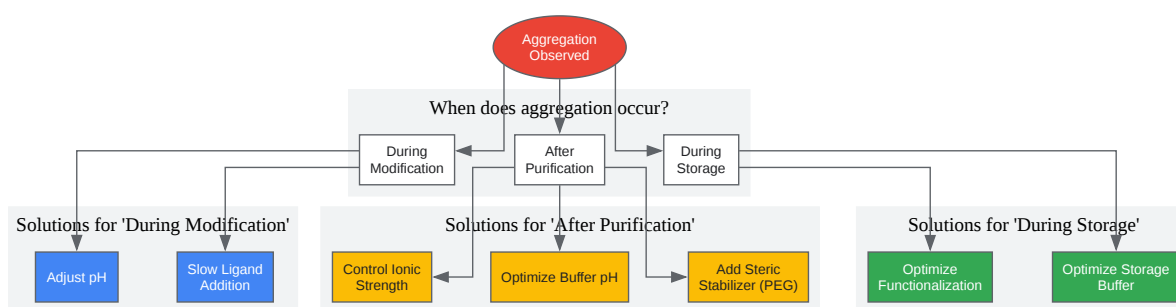 Aggregation
Observed
When does aggregation occur?
During
Modification
After
Purification
During
Storage
Solutions for 'During Modification'
Solutions for 'After Purification'
Solutions for 'During Storage'
Adjust pH
Slow Ligand
Addition
Control Ionic
Strength
Optimize Buffer pH
Add Steric
Stabilizer (PEG)
Optimize
Functionalization
Optimize Storage
Buffer